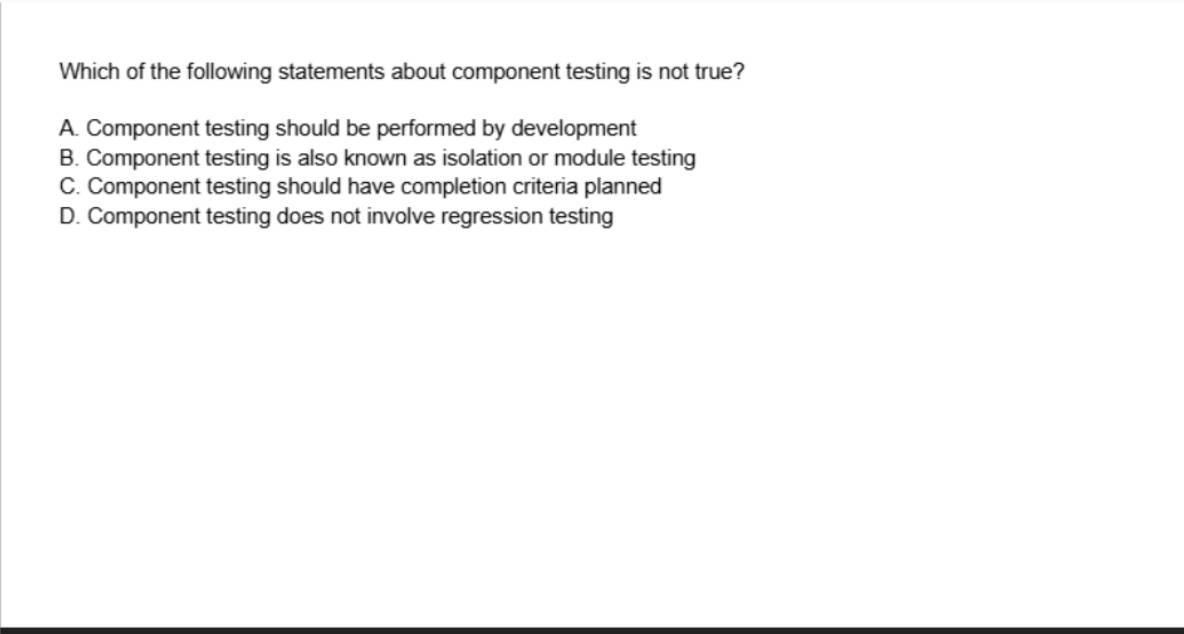 Which of the following statements about component testing is not true?
A. Component testing should be performed by development
B. Component testing is also known as isolation or module testing
C. Component testing should have completion criteria planned
D. Component testing does not involve regression testing